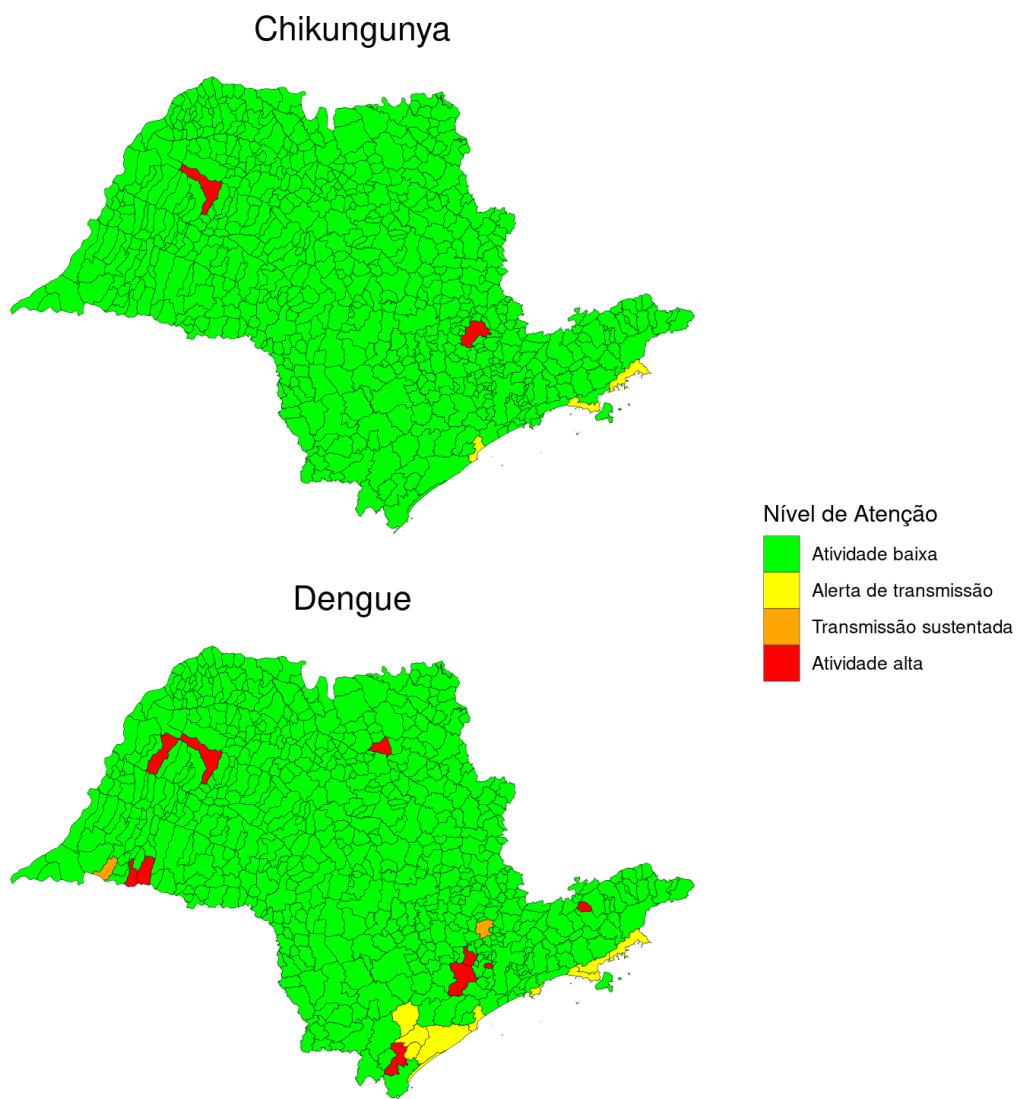 Chikungunya
Nível de Atenção
Atividade baixa
Alerta de transmissão
Transmissão sustentada
Atividade alta
Dengue